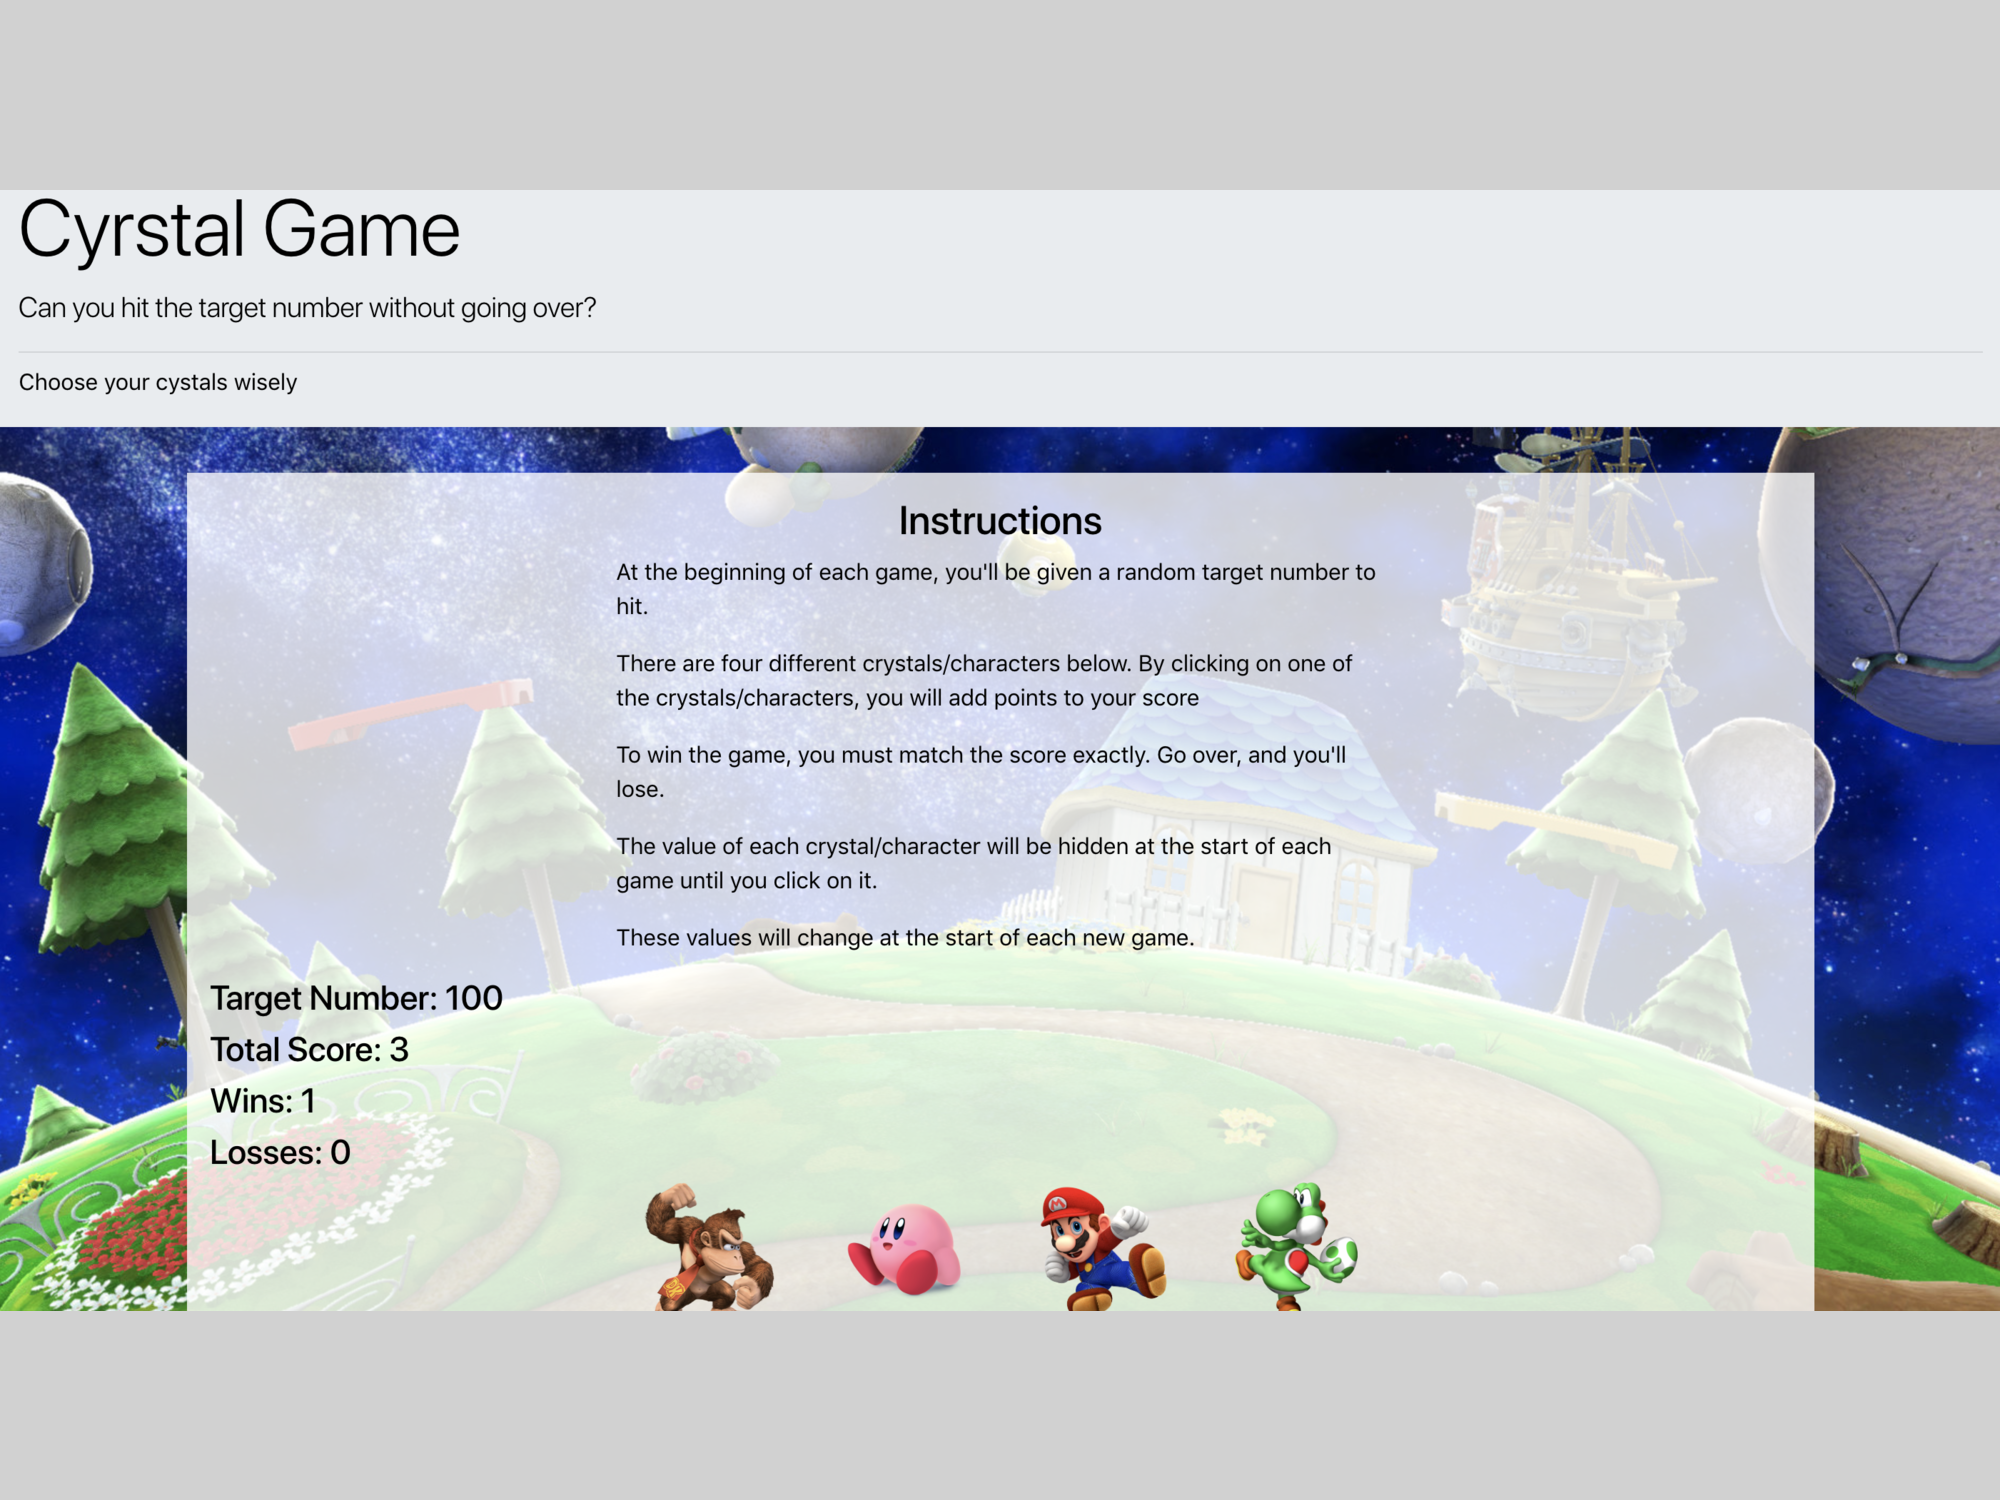 Cyrstal Game
Can you hit the target number without going over?
Choose your cystals wisely
Instructions
At the beginning of each game, you'll be given a random target number to
hit.
There are four different crystals/characters below. By clicking on one of
the crystals/characters, you will add points to your score
To win the game, you must match the score exactly. Go over, and you'll
lose.
The value of each crystal/character will be hidden at the start of each
game until you click on it.
These values will change at the start of each new game.
Target Number: 100
Total Score: 3
Wins: 1
Losses: 0